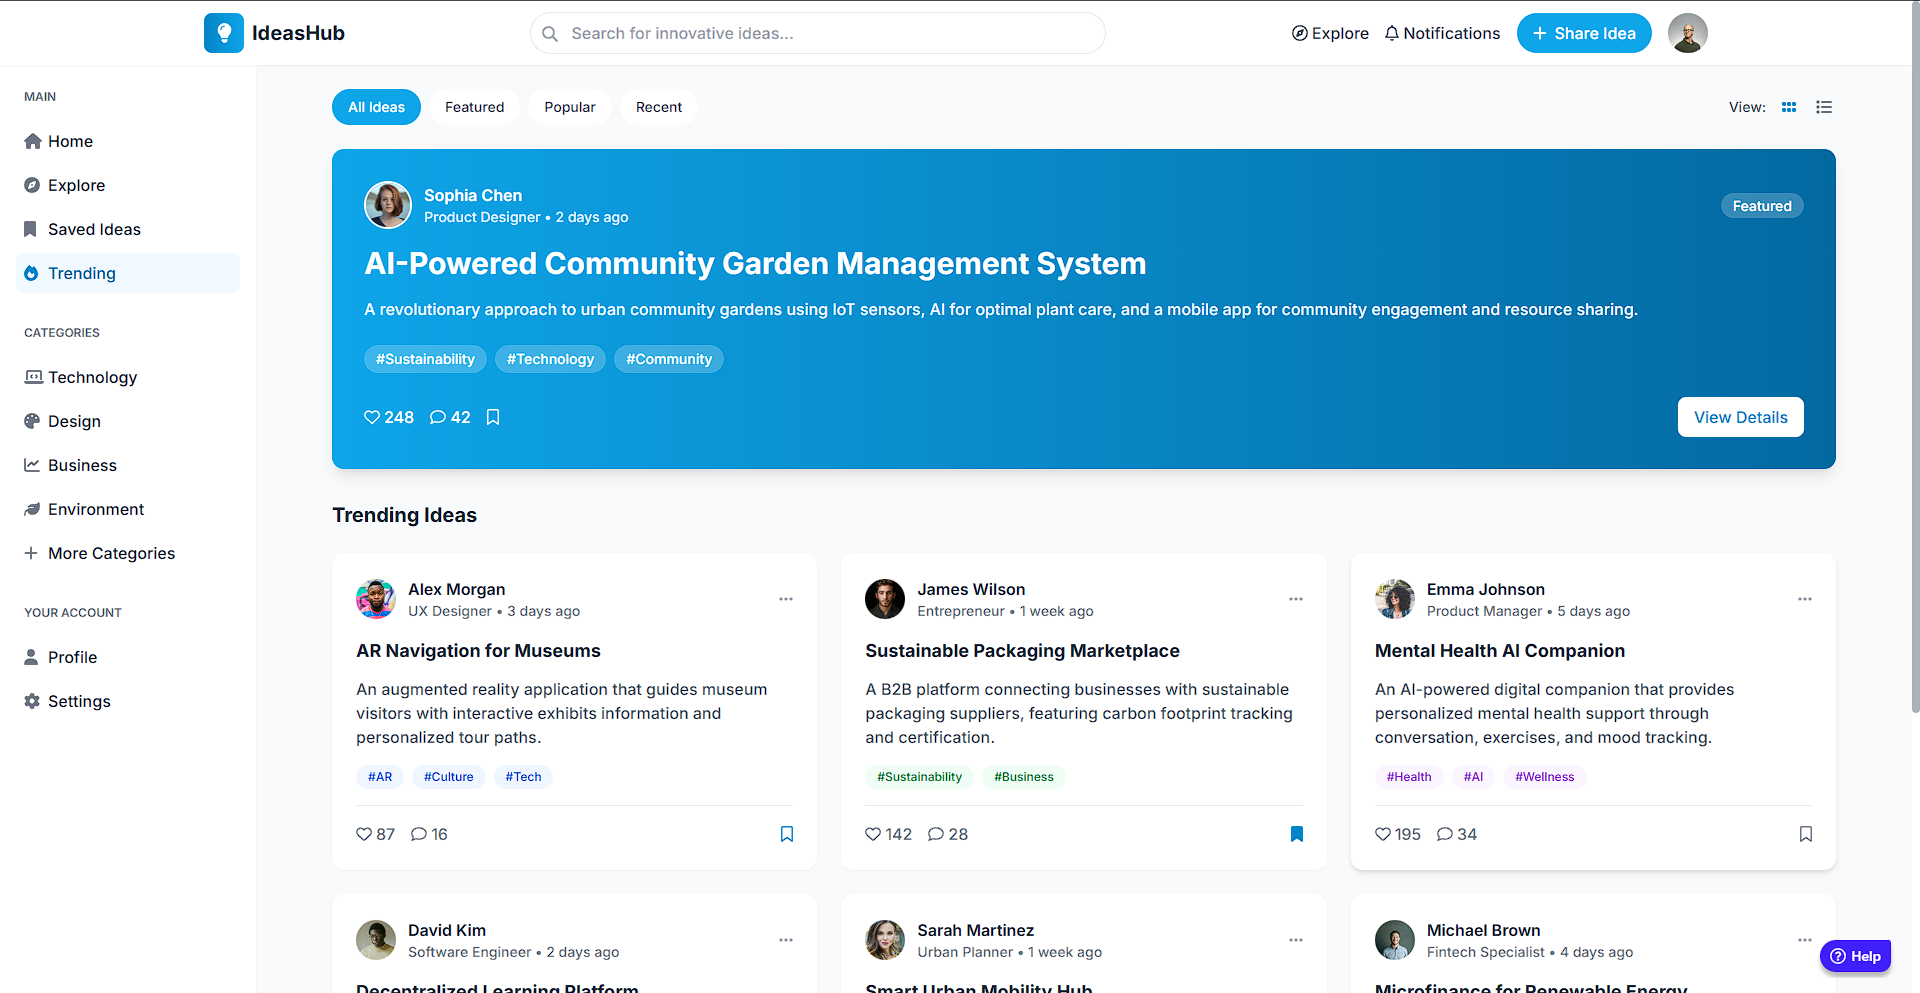 IdeasHub
Search for innovative ideas...
Explore
Notifications
Share Idea
MAIN
Home
Explore
Saved Ideas
Trending
CATEGORIES
Technology
Design
Business
Environment
More Categories
YOUR ACCOUNT
Profile
Settings
All Ideas
Featured
Popular
Recent
View:
Sophia Chen
Product Designer • 2 days ago
Featured
AI-Powered Community Garden Management System
A revolutionary approach to urban community gardens using IoT sensors, AI for optimal plant care, and a mobile app for community engagement and resource sharing.
#Sustainability #Technology #Community
248 42
View Details
Trending Ideas
Alex Morgan
UX Designer • 3 days ago
AR Navigation for Museums
An augmented reality application that guides museum
visitors with interactive exhibits information and
personalized tour paths.
#AR #Culture #Tech
87 16
James Wilson
Entrepreneur • 1 week ago
Sustainable Packaging Marketplace
A B2B platform connecting businesses with sustainable
packaging suppliers, featuring carbon footprint tracking
and certification.
#Sustainability #Business
142 28
Emma Johnson
Product Manager • 5 days ago
Mental Health AI Companion
An AI-powered digital companion that provides
personalized mental health support through
conversation, exercises, and mood tracking.
#Health #AI #Wellness
195 34
David Kim
Software Engineer • 2 days ago
Decentralized Learning Platform
Sarah Martinez
Urban Planner • 1 week ago
Smart Urban Mobility Hub
Michael Brown
Fintech Specialist • 4 days ago
Microfinance for Renewable Energy
Help